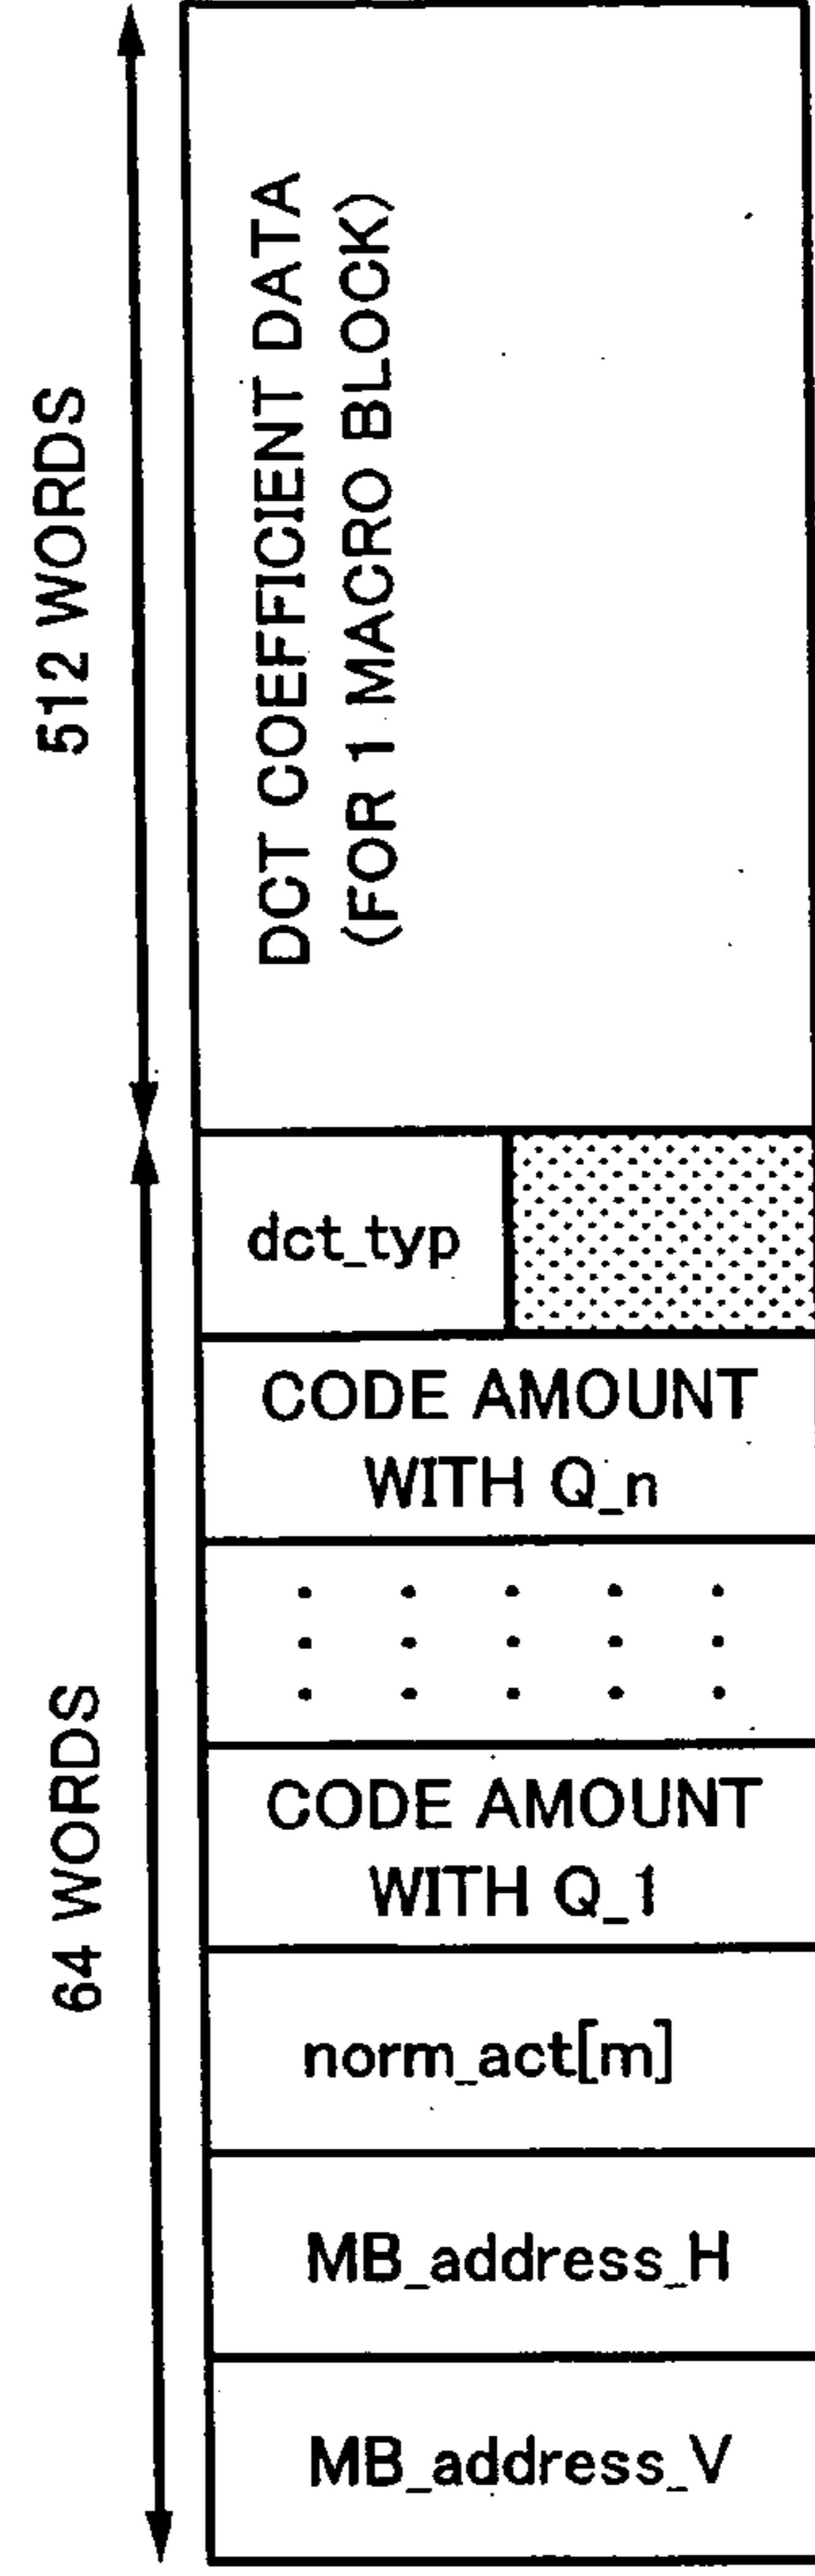 512 WORDS
DCT COEFFICIENT DATA
(FOR 1 MACRO BLOCK)
64 WORDS
dct_typ
CODE AMOUNT
WITH Q_n
CODE AMOUNT
WITH Q_1
norm_act[m]
MB_address_H
MB_address_V